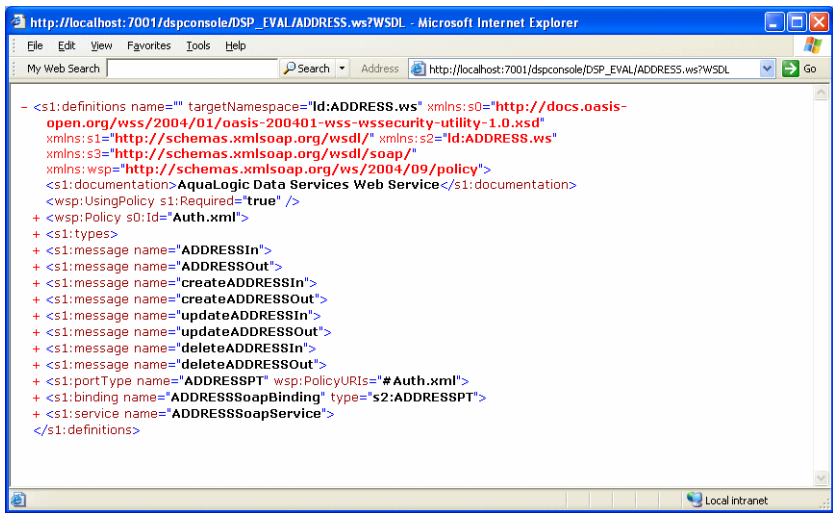 http://localhost:7001/dspconsole/DSP_EVAL/ADDRESS.ws?WSDL - Microsoft Internet Explorer
File Edit View Favorites Tools Help
My Web Search Search Address http://localhost:7001/dspconsole/DSP_EVAL/ADDRESS.ws?WSDL Go
- <s1:definitions name="" targetNamespace="ld:ADDRESS.ws" xmlns:s0="http://docs.oasis-
open.org/wss/2004/01/oasis-200401-wss-wssecurity-utility-1.0.xsd"
xmlns:s1="http://schemas.xmlsoap.org/wsdl/" xmlns:s2="ld:ADDRESS.ws"
xmlns:s3="http://schemas.xmlsoap.org/wsdl/soap/"
xmlns:wsp="http://schemas.xmlsoap.org/ws/2004/09/policy">
<s1:documentation>AquaLogic Data Services Web Service</s1:documentation>
<wsp:UsingPolicy s1:Required="true" />
+ <wsp:Policy s0:Id="Auth.xml">
+ <s1:types>
+ <s1:message name="ADDRESSIn">
+ <s1:message name="ADDRESSOut">
+ <s1:message name="createADDRESSIn">
+ <s1:message name="createADDRESSOut">
+ <s1:message name="updateADDRESSIn">
+ <s1:message name="updateADDRESSOut">
+ <s1:message name="deleteADDRESSIn">
+ <s1:message name="deleteADDRESSOut">
+ <s1:portType name="ADDRESSPT" wsp:PolicyURIs="#Auth.xml">
+ <s1:binding name="ADDRESSSoapBinding" type="s2:ADDRESSPT">
+ <s1:service name="ADDRESSSoapService">
</s1:definitions>
Local intranet